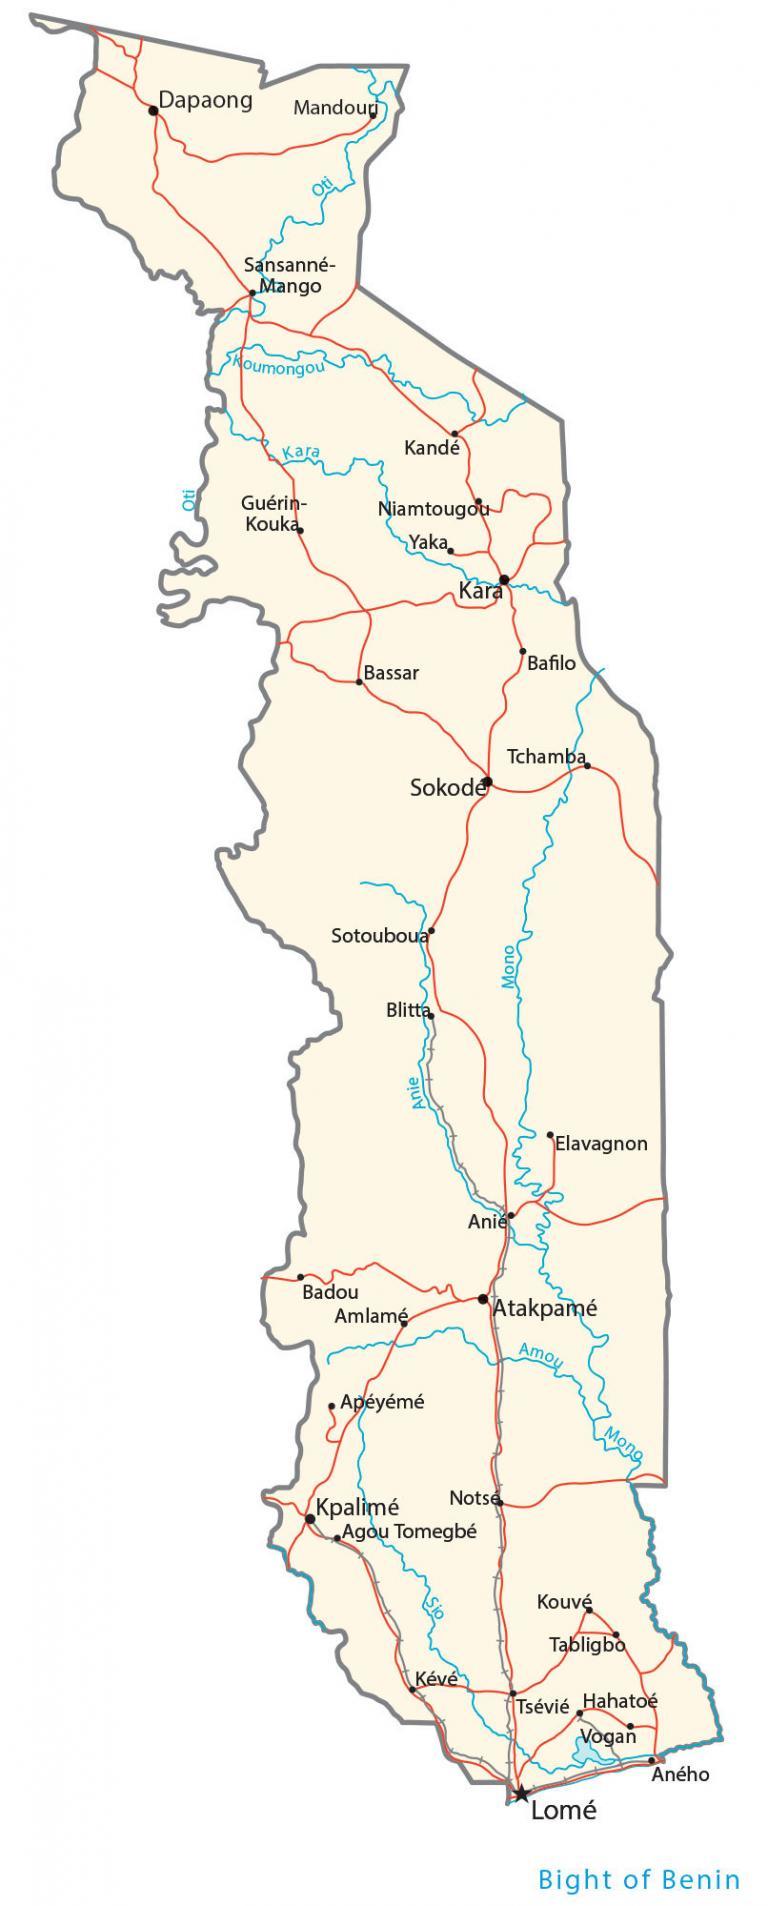 Dapaong
Mandouri
Oti
Sansanné-
Mango
Koumongou
Kandé
Kara
Oti
Guérin-
Kouka
Niamtougou
Yaka
Kara
Bafilo
Bassar
Tchamba
Sokodé
Sotouboua
Mono
Blitta
Anie
Elavagnon
Anié
Badou
Atakpamé
Amlamé
Amou
Apéyémé
Mono
Notsé
Kpalimé
Agou Tomegbé
Sio
Kouvé
Tabligbo
Kévé
Tsévié
Hahatoé
Vogan
Aného
Lomé
Bight of Benin